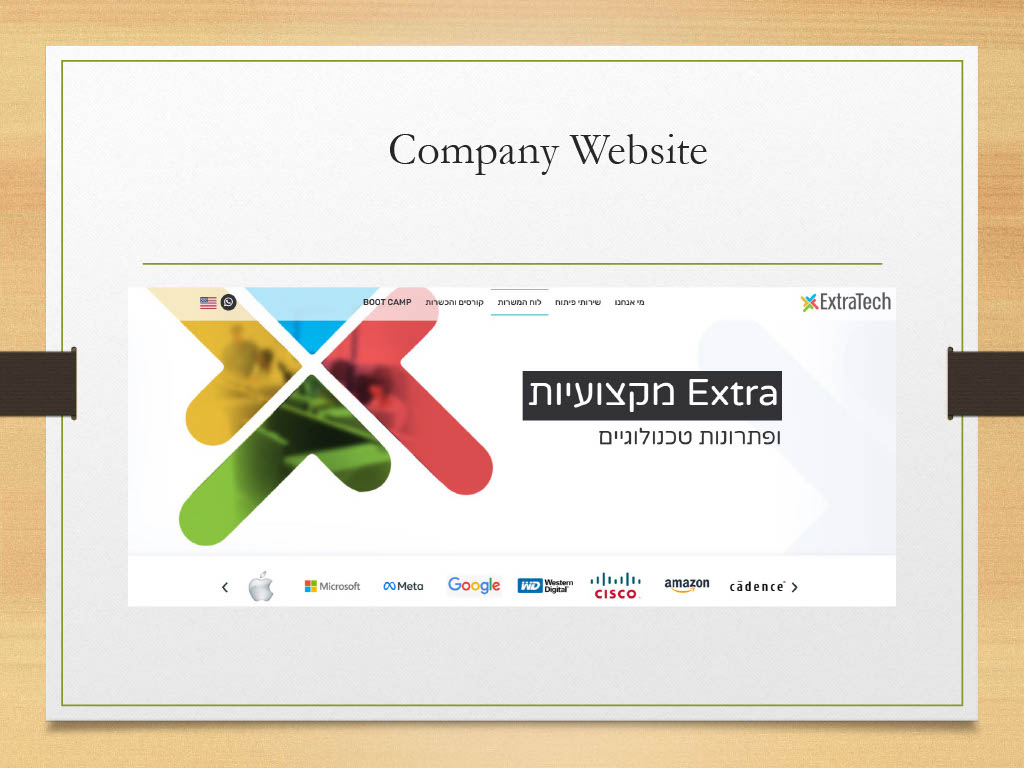 Company Website
ExtraTech
מי אנחנו
שירותי פיתוח
לוח המשרות
קורסים והכשרות
BOOT CAMP
Extra מקצועיות
ופתרונות טכנולוגיים
Microsoft
Meta
Google
WD Western Digital
CISCO
amazon
cādence